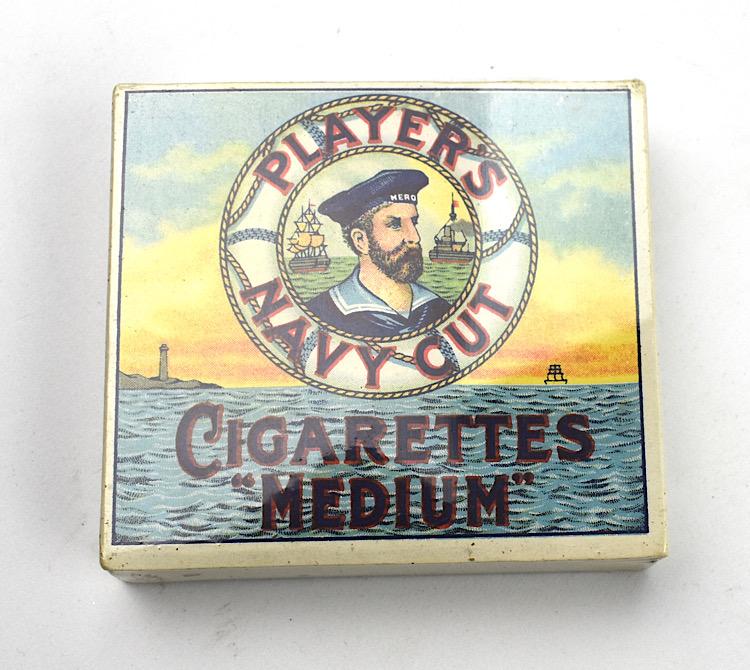 PLAYER'S
HERO
NAVY CUT
CIGARETTES
"MEDIUM"